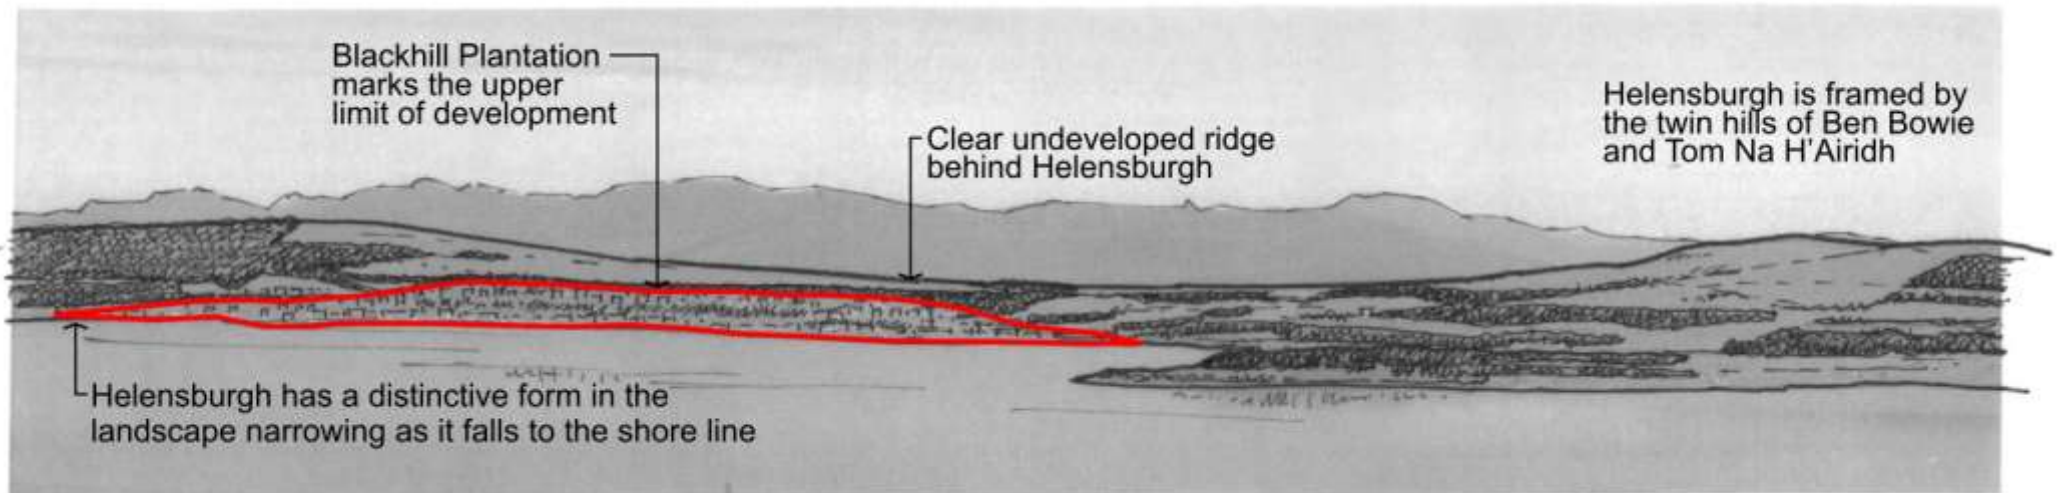 Blackhill Plantation
marks the upper
limit of development
Clear undeveloped ridge
behind Helensburgh
Helensburgh is framed by
the twin hills of Ben Bowie
and Tom Na H'Airidh
Helensburgh has a distinctive form in the
landscape narrowing as it falls to the shore line